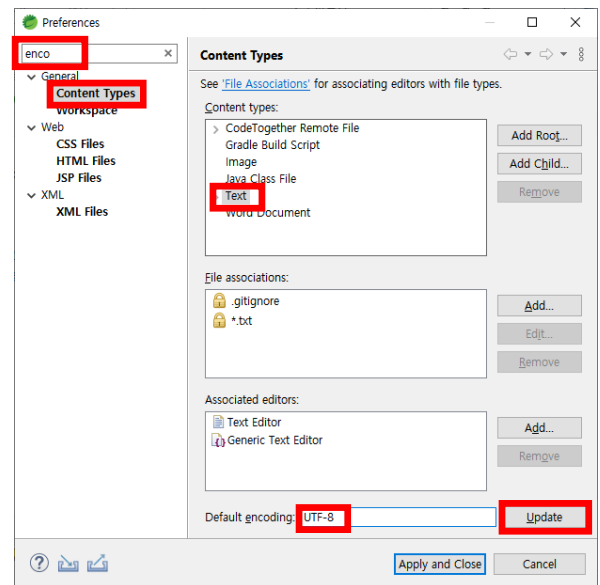 Preferences
enco
Content Types
General
Content Types
Workspace
Web
CSS Files
HTML Files
JSP Files
XML
XML Files
See 'File Associations' for associating editors with file types.
Content types:
CodeTogether Remote File
Gradle Build Script
Image
Java Class File
Text
Word Document
Add Root...
Add Child...
Remove
File associations:
.gitignore
*.txt
Add...
Edit...
Remove
Associated editors:
Text Editor
Generic Text Editor
Add...
Remove
Default encoding: UTF-8
Update
Apply and Close
Cancel